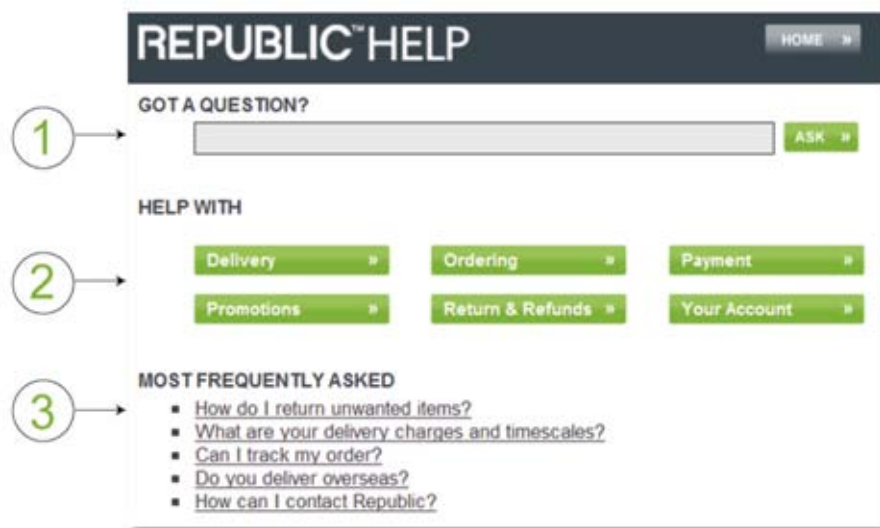 REPUBLIC™ HELP HOME »
GOT A QUESTION?
1 ASK »
HELP WITH
2
Delivery » Ordering » Payment »
Promotions » Return & Refunds » Your Account »
MOST FREQUENTLY ASKED
3
▪ How do I return unwanted items?
▪ What are your delivery charges and timescales?
▪ Can I track my order?
▪ Do you deliver overseas?
▪ How can I contact Republic?